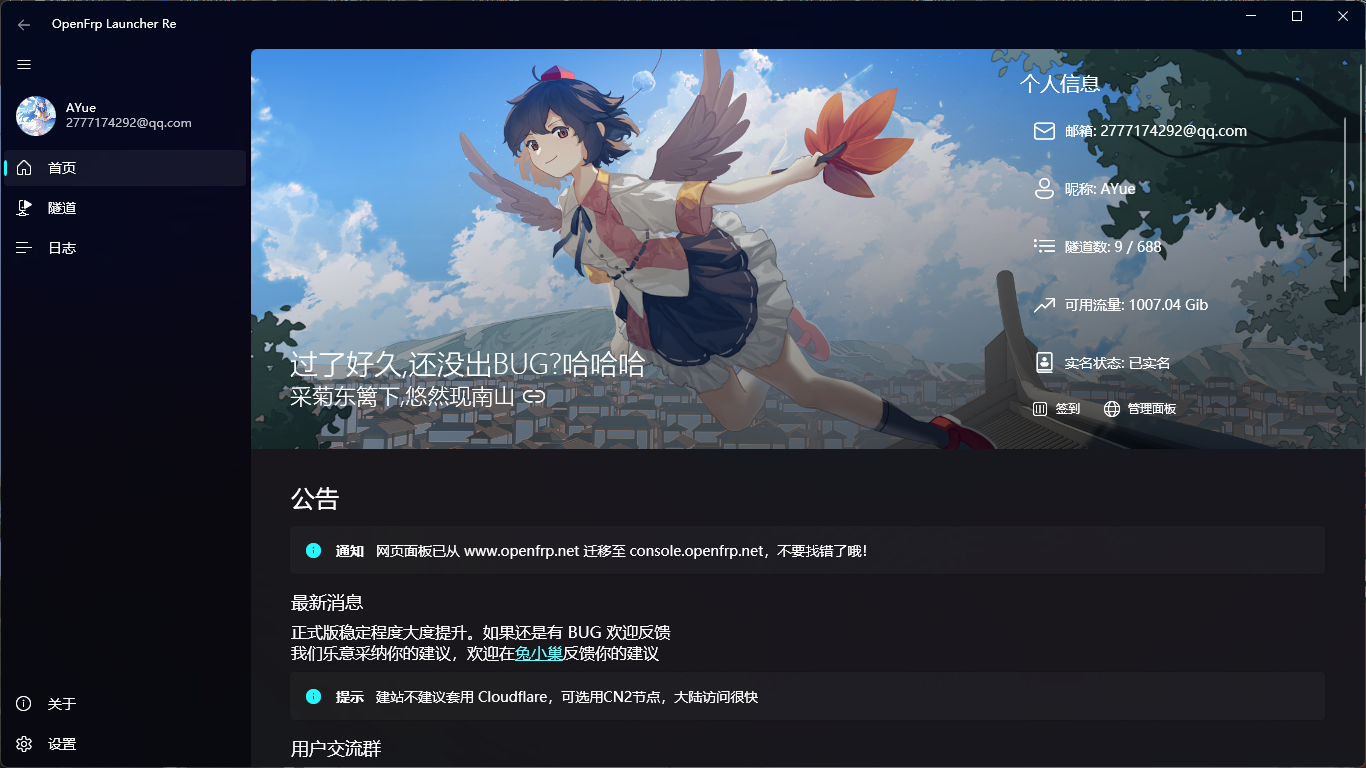 OpenFrp Launcher Re
AYue
2777174292@qq.com
首页
隧道
日志
关于
设置
个人信息
邮箱: 2777174292@qq.com
昵称: AYue
隧道数: 9 / 688
可用流量: 1007.04 Gib
实名状态: 已实名
签到 管理面板
过了好久,还没出BUG?哈哈哈
采菊东篱下,悠然现南山
公告
通知 网页面板已从 www.openfrp.net 迁移至 console.openfrp.net，不要找错了哦!
最新消息
正式版稳定程度大度提升。如果还是有 BUG 欢迎反馈
我们乐意采纳你的建议，欢迎在兔小巢反馈你的建议
提示 建站不建议套用 Cloudflare，可选用CN2节点，大陆访问很快
用户交流群